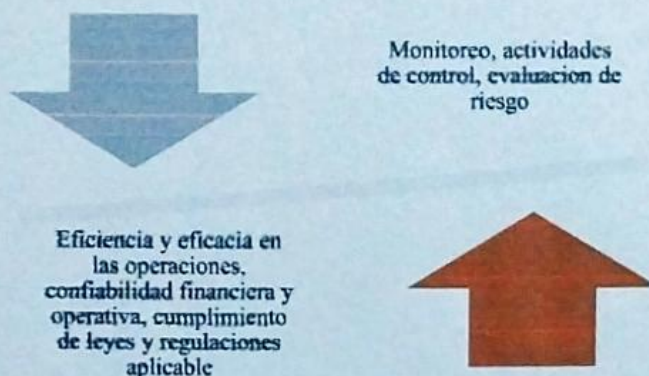 Monitoreo, actividades
de control, evaluacion de
riesgo
Eficiencia y eficacia en
las operaciones,
confiabilidad financiera y
operativa, cumplimiento
de leyes y regulaciones
aplicable